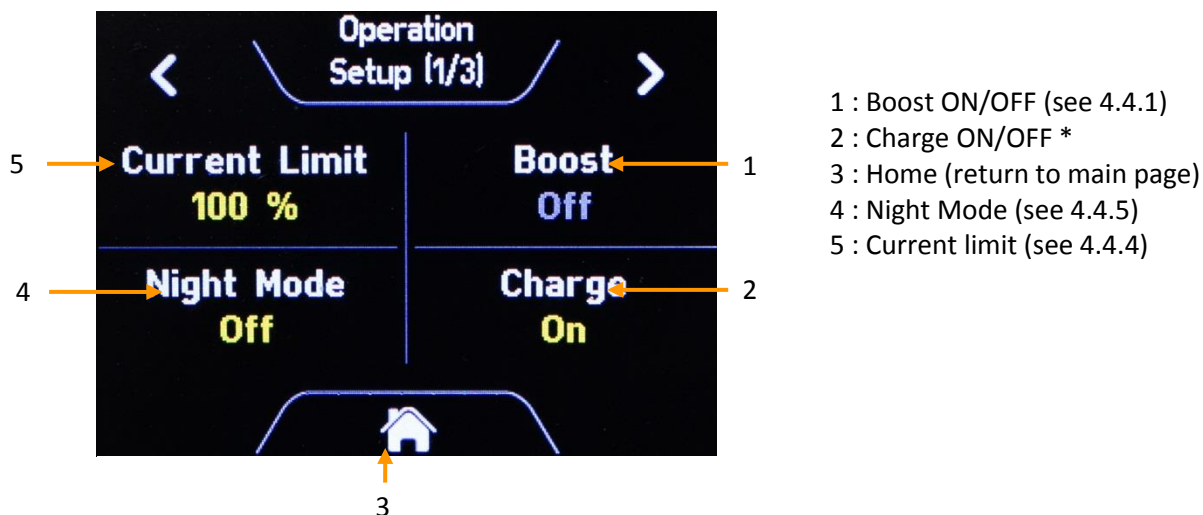 Operation
Setup (1/3)
5
Current Limit
100 %
Boost
Off
1
4
Night Mode
Off
Charge
On
2
3
1 : Boost ON/OFF (see 4.4.1)
2 : Charge ON/OFF *
3 : Home (return to main page)
4 : Night Mode (see 4.4.5)
5 : Current limit (see 4.4.4)